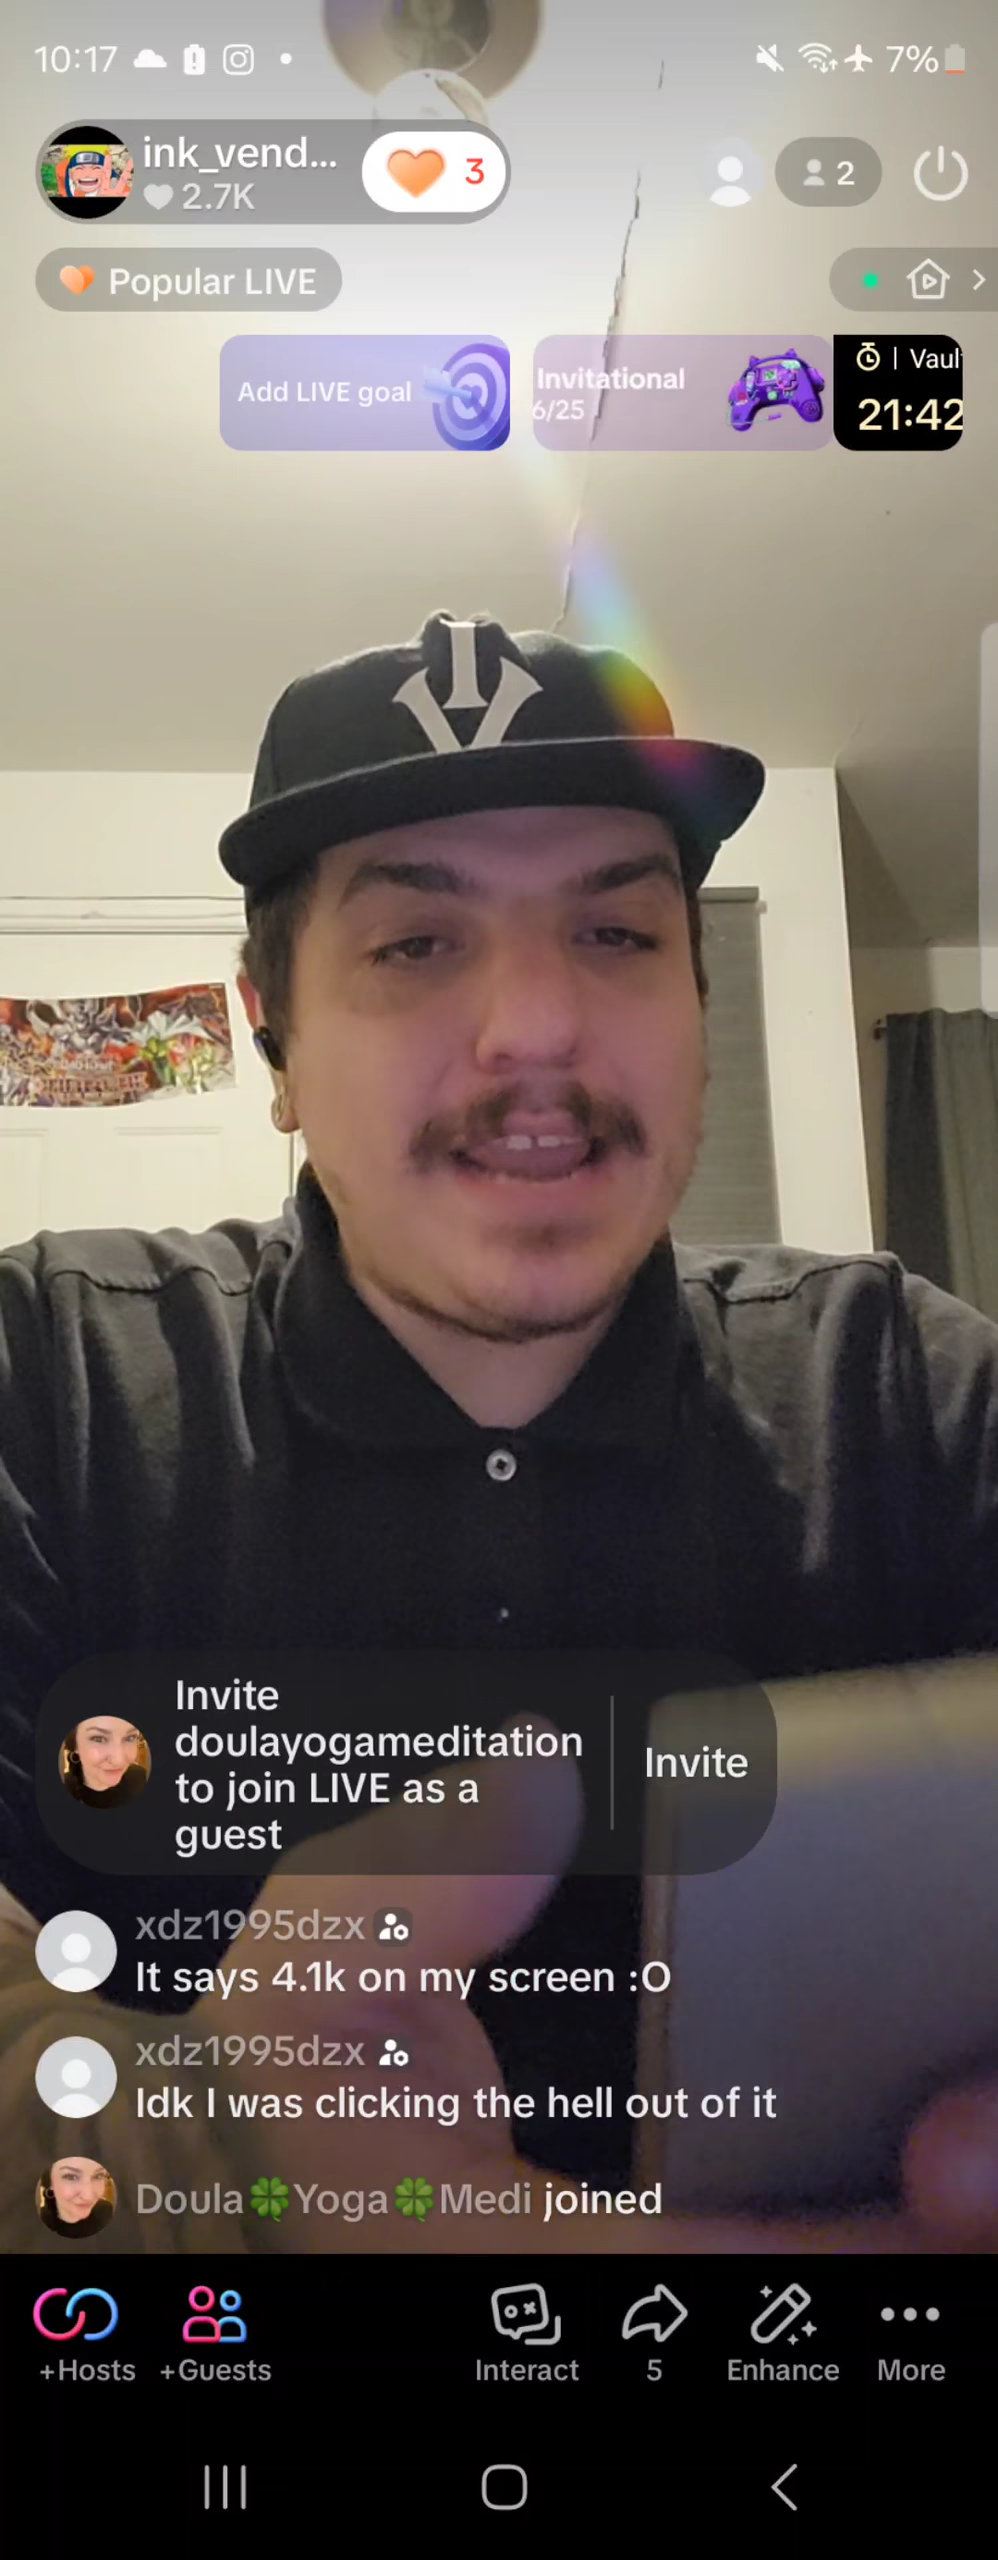 10:17
7%
ink_vend...
2.7K
3
2
Popular LIVE
Add LIVE goal
Invitational
6/25
Vaul
21:42
IV
Invite
doulayogameditation
to join LIVE as a
guest
Invite
xdz1995dzx
It says 4.1k on my screen :O
xdz1995dzx
Idk I was clicking the hell out of it
Doula🍀Yoga🍀Medi joined
+Hosts
+Guests
Interact
5
Enhance
More